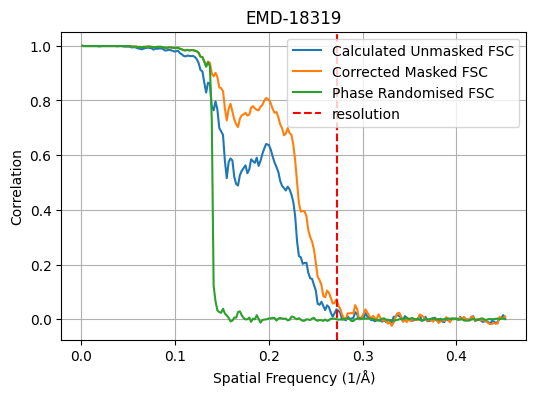 EMD-18319
Calculated Unmasked FSC
Corrected Masked FSC
Phase Randomised FSC
resolution
1.0
0.8
0.6
0.4
0.2
0.0
Correlation
0.0 0.1 0.2 0.3 0.4
Spatial Frequency (1/Å)